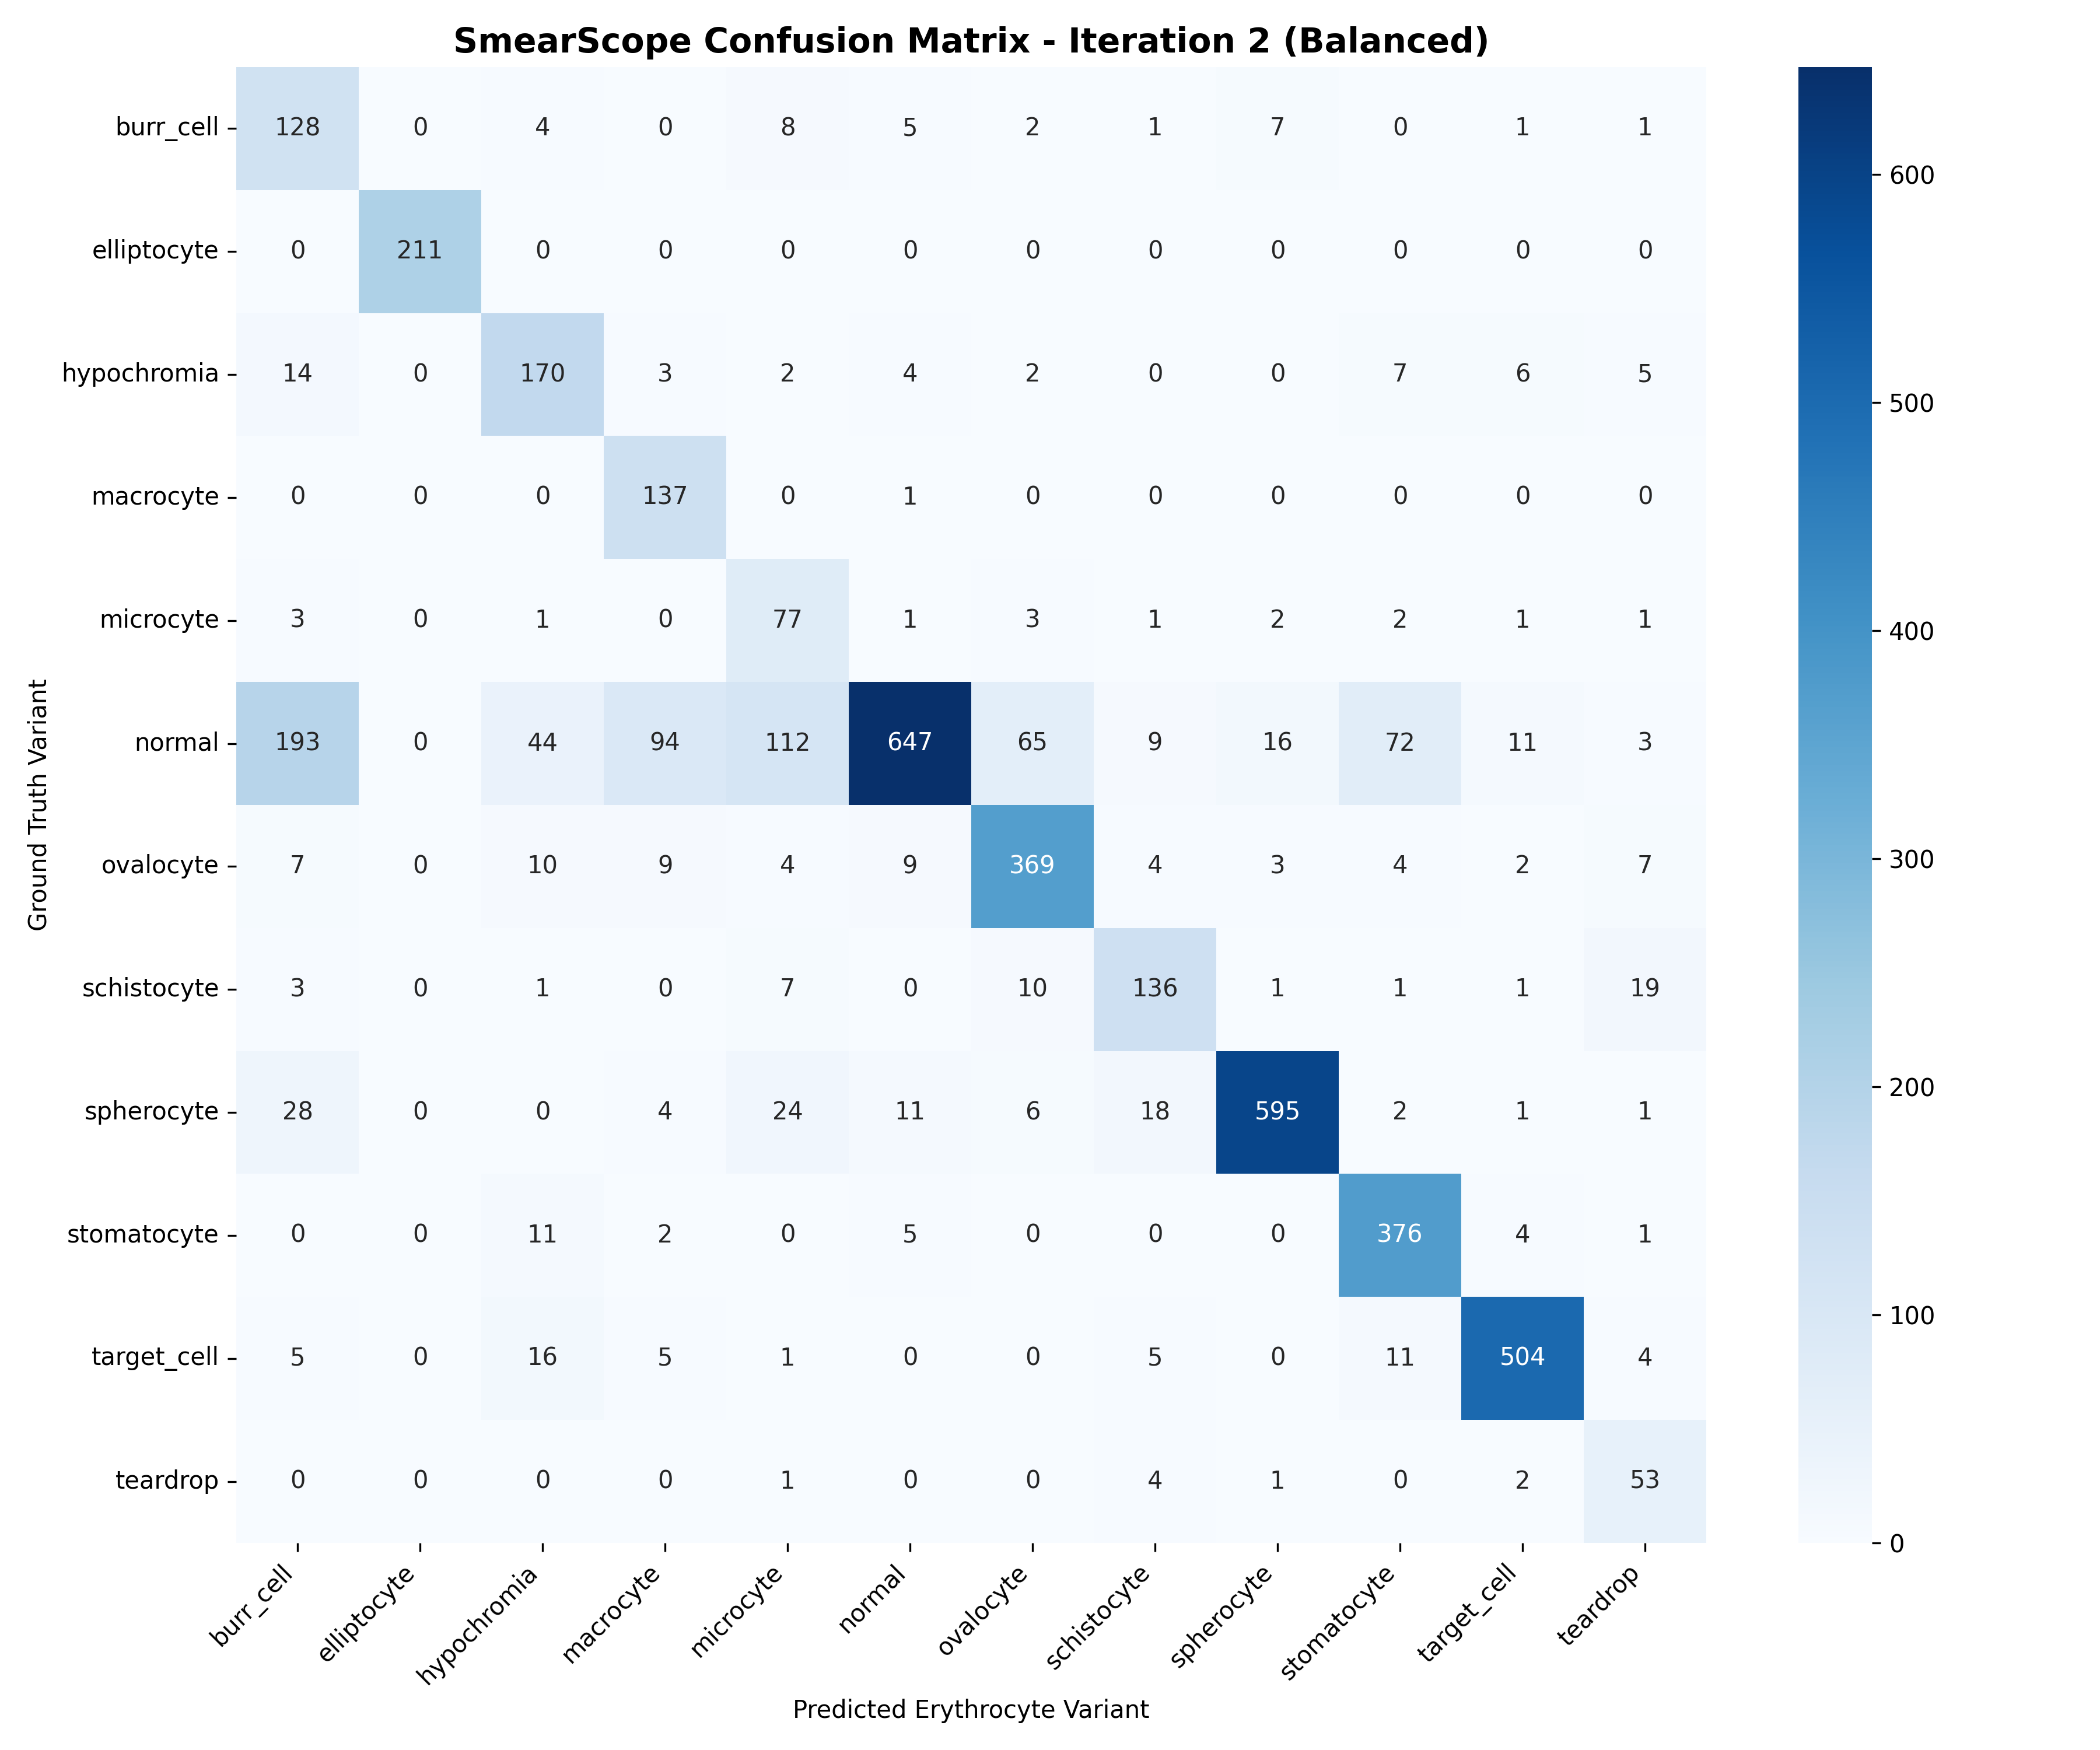 SmearScope Confusion Matrix - Iteration 2 (Balanced)
burr_cell 128 0 4 0 8 5 2 1 7 0 1 1
elliptocyte 0 211 0 0 0 0 0 0 0 0 0 0
hypochromia 14 0 170 3 2 4 2 0 0 7 6 5
macrocyte 0 0 0 137 0 1 0 0 0 0 0 0
microcyte 3 0 1 0 77 1 3 1 2 2 1 1
normal 193 0 44 94 112 647 65 9 16 72 11 3
ovalocyte 7 0 10 9 4 9 369 4 3 4 2 7
schistocyte 3 0 1 0 7 0 10 136 1 1 1 19
spherocyte 28 0 0 4 24 11 6 18 595 2 1 1
stomatocyte 0 0 11 2 0 5 0 0 0 376 4 1
target_cell 5 0 16 5 1 0 0 5 0 11 504 4
teardrop 0 0 0 0 1 0 0 4 1 0 2 53
burr_cell elliptocyte hypochromia macrocyte microcyte normal ovalocyte schistocyte spherocyte stomatocyte target_cell teardrop
Predicted Erythrocyte Variant
Ground Truth Variant
600
500
400
300
200
100
0